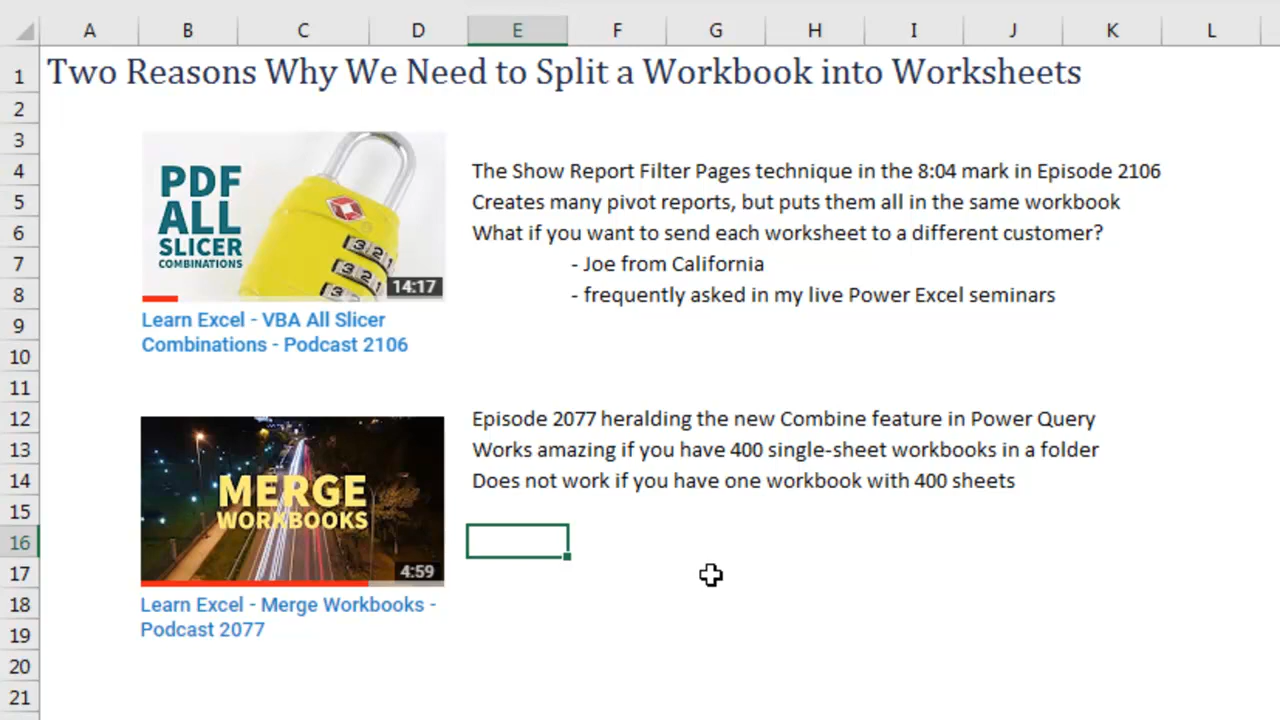 A B C D E F G H I J K L
1 Two Reasons Why We Need to Split a Workbook into Worksheets
2
3
PDF
ALL
SLICER
COMBINATIONS
321
321
3
14:17
4 The Show Report Filter Pages technique in the 8:04 mark in Episode 2106
5 Creates many pivot reports, but puts them all in the same workbook
6 What if you want to send each worksheet to a different customer?
7 - Joe from California
8 - frequently asked in my live Power Excel seminars
9 Learn Excel - VBA All Slicer
10 Combinations - Podcast 2106
11
12 Episode 2077 heralding the new Combine feature in Power Query
13 Works amazing if you have 400 single-sheet workbooks in a folder
14 Does not work if you have one workbook with 400 sheets
MERGE
WORKBOOKS
4:59
15
16
17
18 Learn Excel - Merge Workbooks -
19 Podcast 2077
20
21